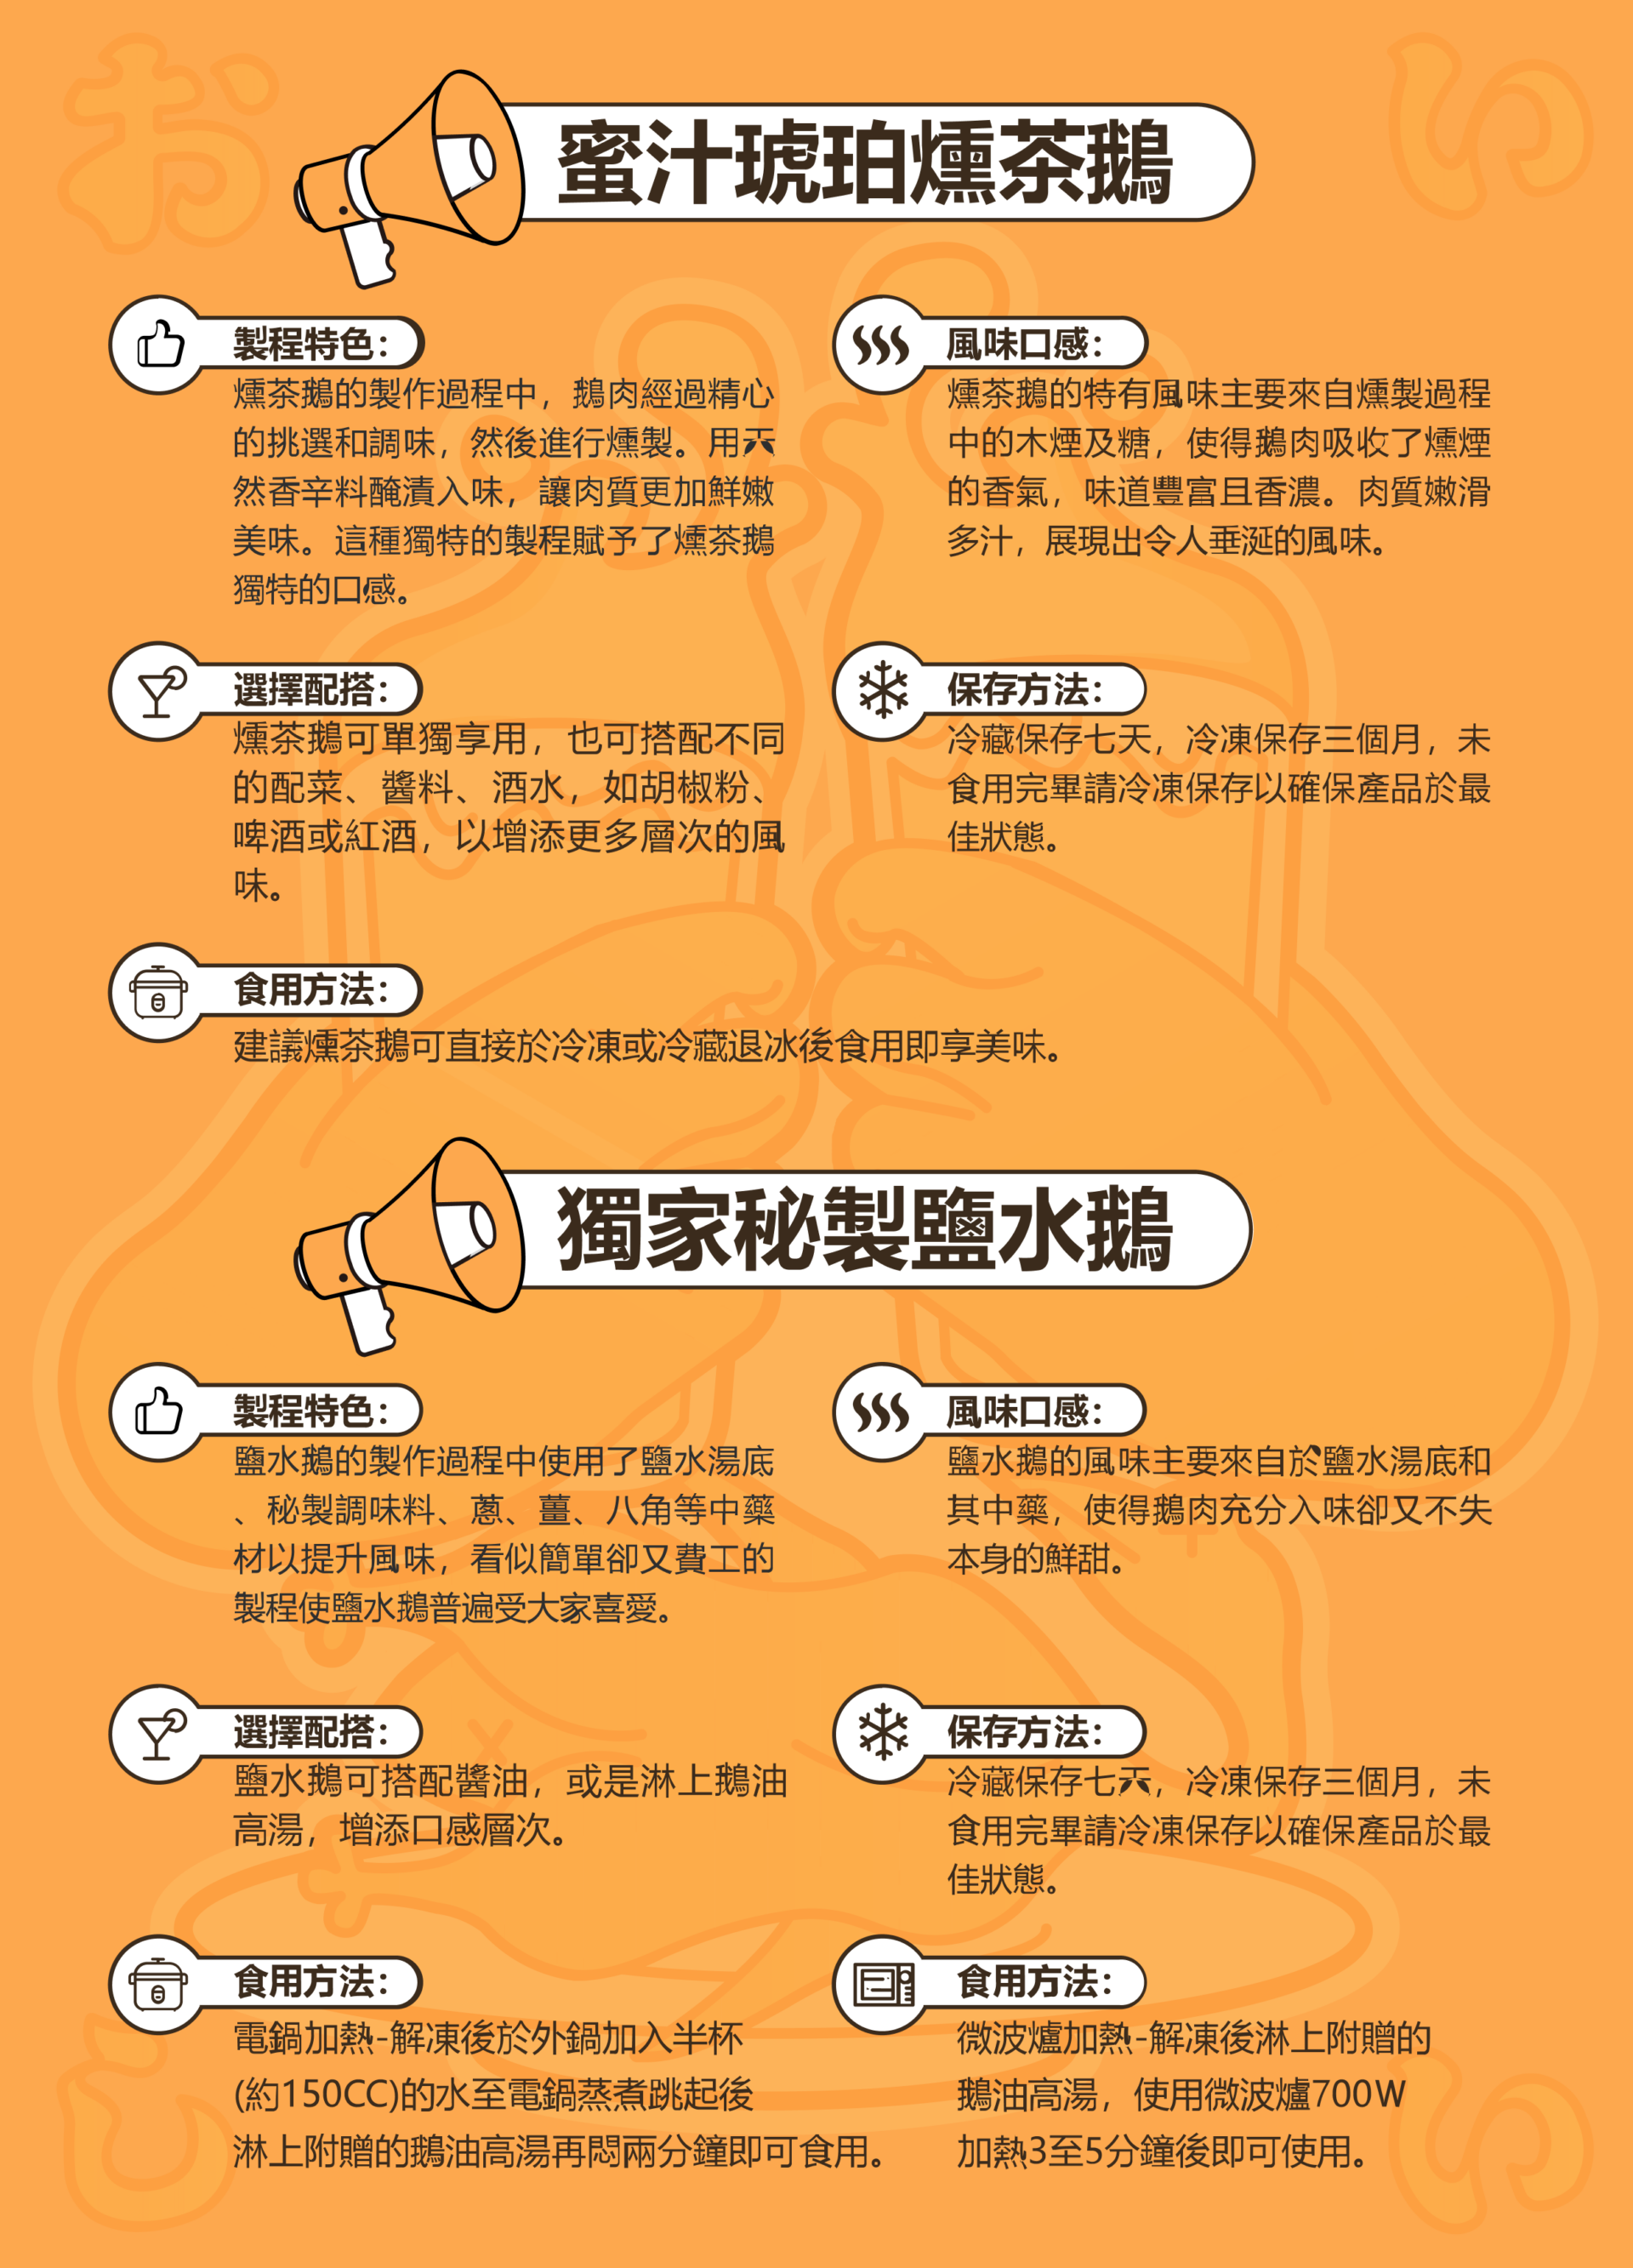 お
い
蜜汁琥珀燻茶鵝
製程特色：
燻茶鵝的製作過程中，鵝肉經過精心
的挑選和調味，然後進行燻製。用天
然香辛料醃漬入味，讓肉質更加鮮嫩
美味。這種獨特的製程賦予了燻茶鵝
獨特的口感。
風味口感：
燻茶鵝的特有風味主要來自燻製過程
中的木煙及糖，使得鵝肉吸收了燻煙
的香氣，味道豐富且香濃。肉質嫩滑
多汁，展現出令人垂涎的風味。
選擇配搭：
燻茶鵝可單獨享用，也可搭配不同
的配菜、醬料、酒水，如胡椒粉、
啤酒或紅酒，以增添更多層次的風
味。
保存方法：
冷藏保存七天，冷凍保存三個月，未
食用完畢請冷凍保存以確保產品於最
佳狀態。
食用方法：
建議燻茶鵝可直接於冷凍或冷藏退冰後食用即享美味。
獨家秘製鹽水鵝
製程特色：
鹽水鵝的製作過程中使用了鹽水湯底
、秘製調味料、蔥、薑、八角等中藥
材以提升風味，看似簡單卻又費工的
製程使鹽水鵝普遍受大家喜愛。
風味口感：
鹽水鵝的風味主要來自於鹽水湯底和
其中藥，使得鵝肉充分入味卻又不失
本身的鮮甜。
選擇配搭：
鹽水鵝可搭配醬油，或是淋上鵝油
高湯，增添口感層次。
保存方法：
冷藏保存七天，冷凍保存三個月，未
食用完畢請冷凍保存以確保產品於最
佳狀態。
食用方法：
電鍋加熱-解凍後於外鍋加入半杯
(約150CC)的水至電鍋蒸煮跳起後
淋上附贈的鵝油高湯再悶兩分鐘即可食用。
食用方法：
微波爐加熱-解凍後淋上附贈的
鵝油高湯，使用微波爐700W
加熱3至5分鐘後即可使用。
し
い